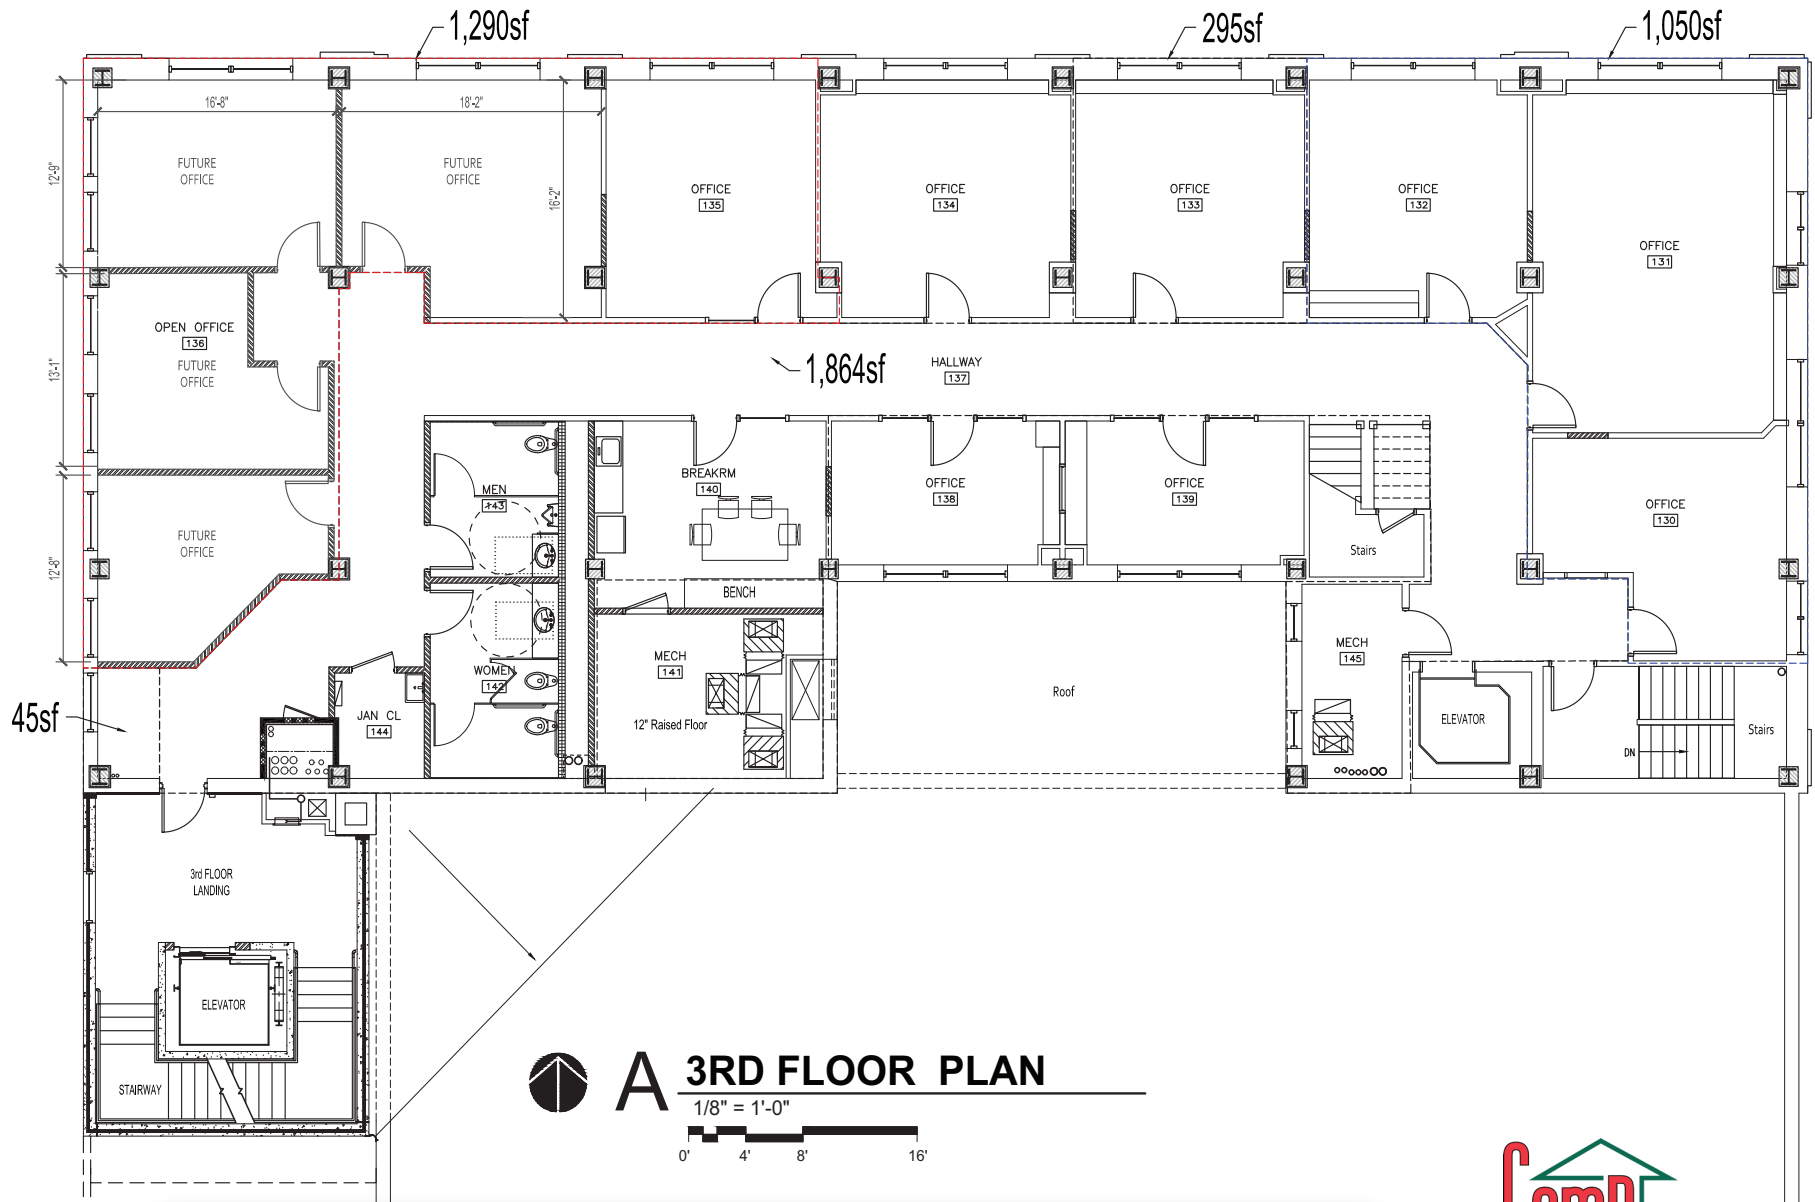 1,290sf
295sf
1,050sf
16'-8"
18'-2"
12'-9"
16'-2"
FUTURE
OFFICE
FUTURE
OFFICE
OFFICE
135
OFFICE
134
OFFICE
133
OFFICE
132
OFFICE
131
OPEN OFFICE
136
FUTURE
OFFICE
13'-1"
1,864sf
HALLWAY
137
MEN
143
BREAKRM
140
OFFICE
138
OFFICE
139
Stairs
OFFICE
130
FUTURE
OFFICE
12'-8"
BENCH
MECH
141
12" Raised Floor
WOMEN
142
Roof
MECH
145
ELEVATOR
DN
Stairs
45sf
JAN CL
144
3rd FLOOR
LANDING
ELEVATOR
STAIRWAY
A 3RD FLOOR PLAN
1/8" = 1'-0"
0' 4' 8' 16'